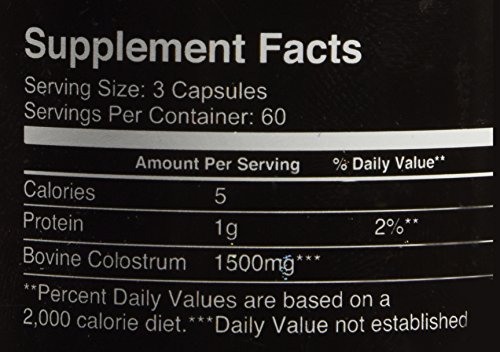 Supplement Facts
Serving Size: 3 Capsules
Servings Per Container: 60
Amount Per Serving % Daily Value**
Calories 5
Protein 1g 2%**
Bovine Colostrum 1500mg***
**Percent Daily Values are based on a
2,000 calorie diet.***Daily Value not established